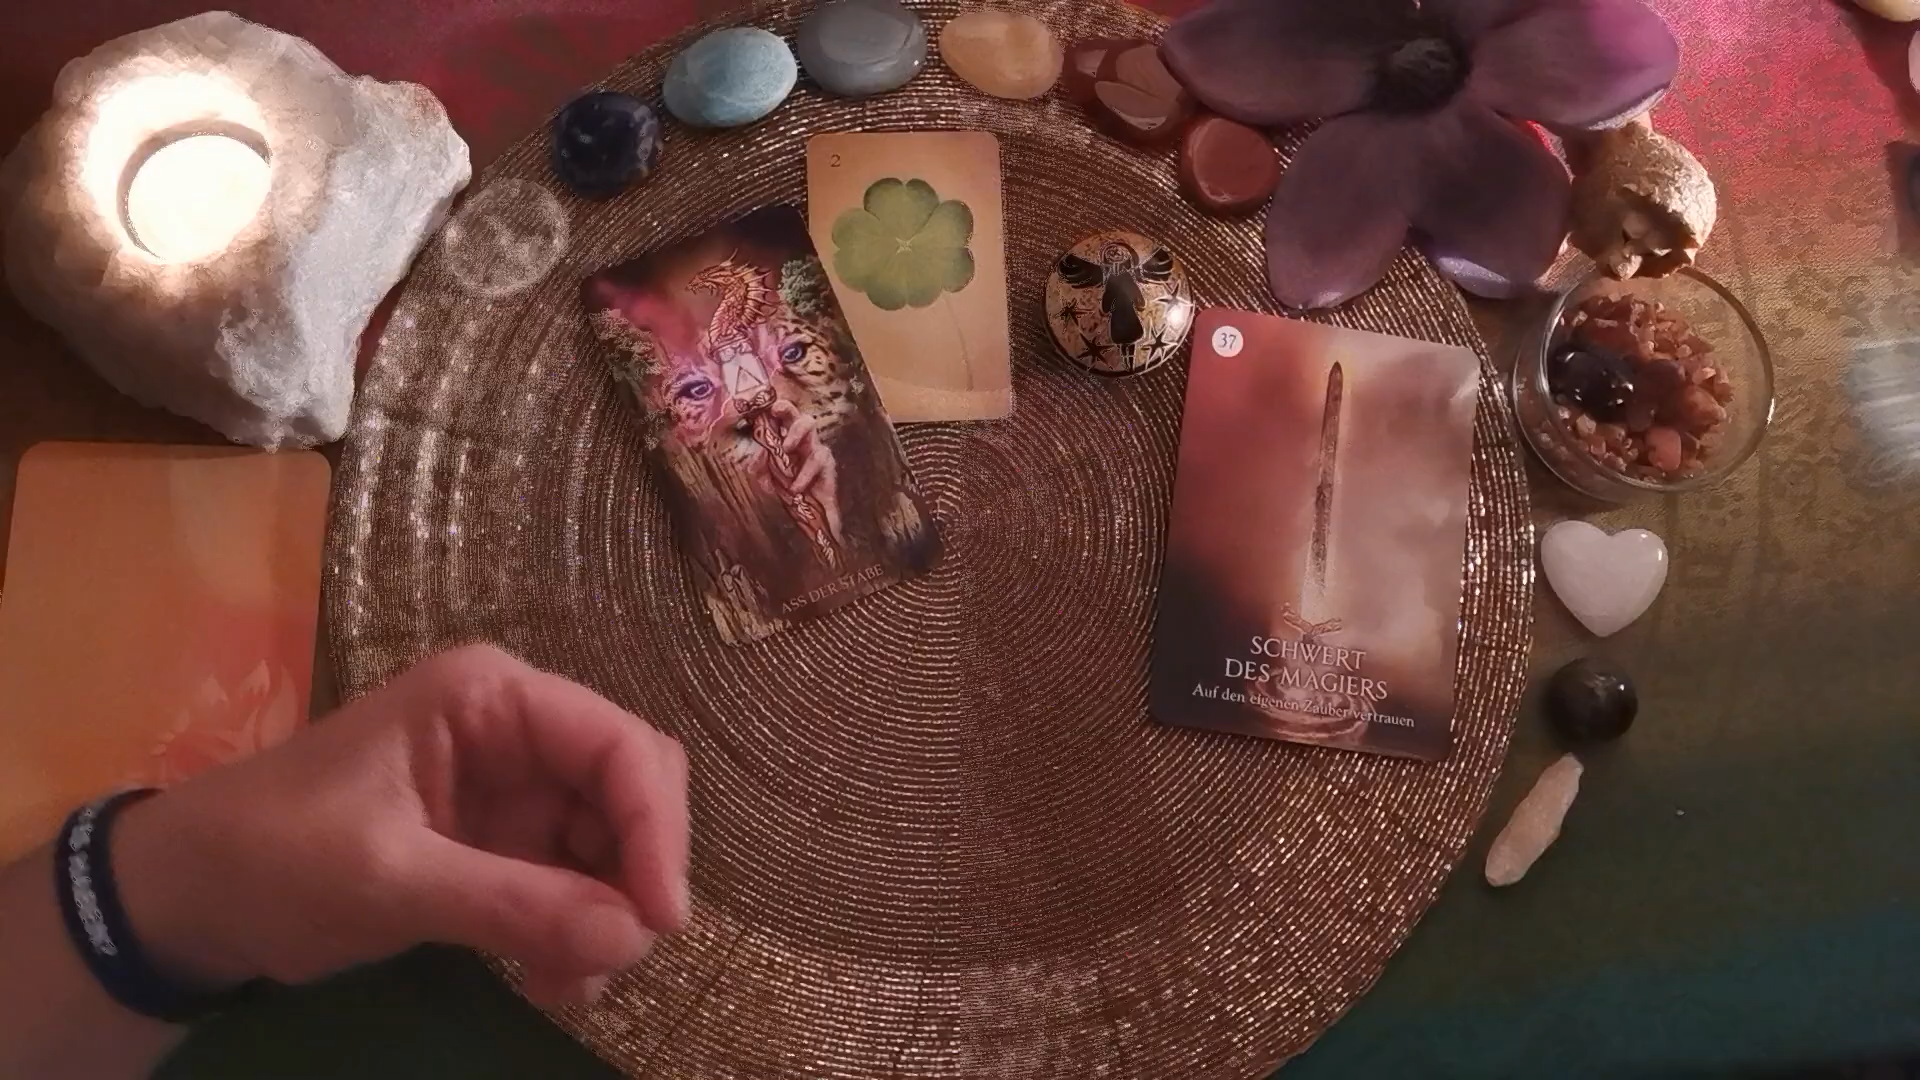 2
ASS DER STÄBE
37
SCHWERT
DES MAGIERS
Auf den eigenen Zauber vertrauen